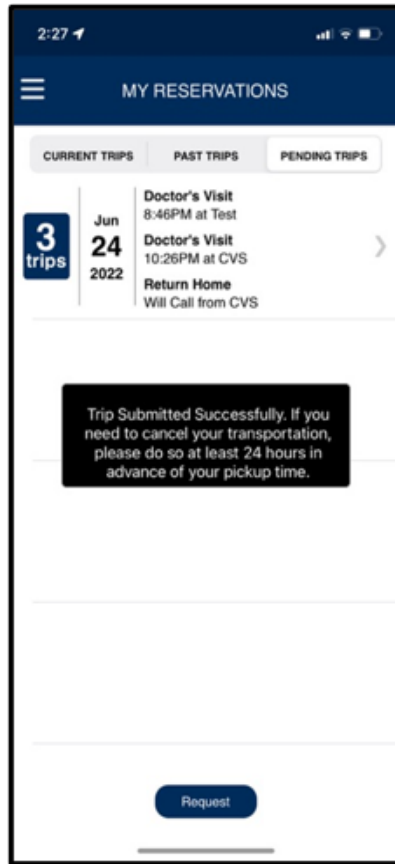 2:27
MY RESERVATIONS
CURRENT TRIPS
PAST TRIPS
PENDING TRIPS
3
trips
Jun
24
2022
Doctor's Visit
8:46PM at Test
Doctor's Visit
10:26PM at CVS
Return Home
Will Call from CVS
Trip Submitted Successfully. If you
need to cancel your transportation,
please do so at least 24 hours in
advance of your pickup time.
Request